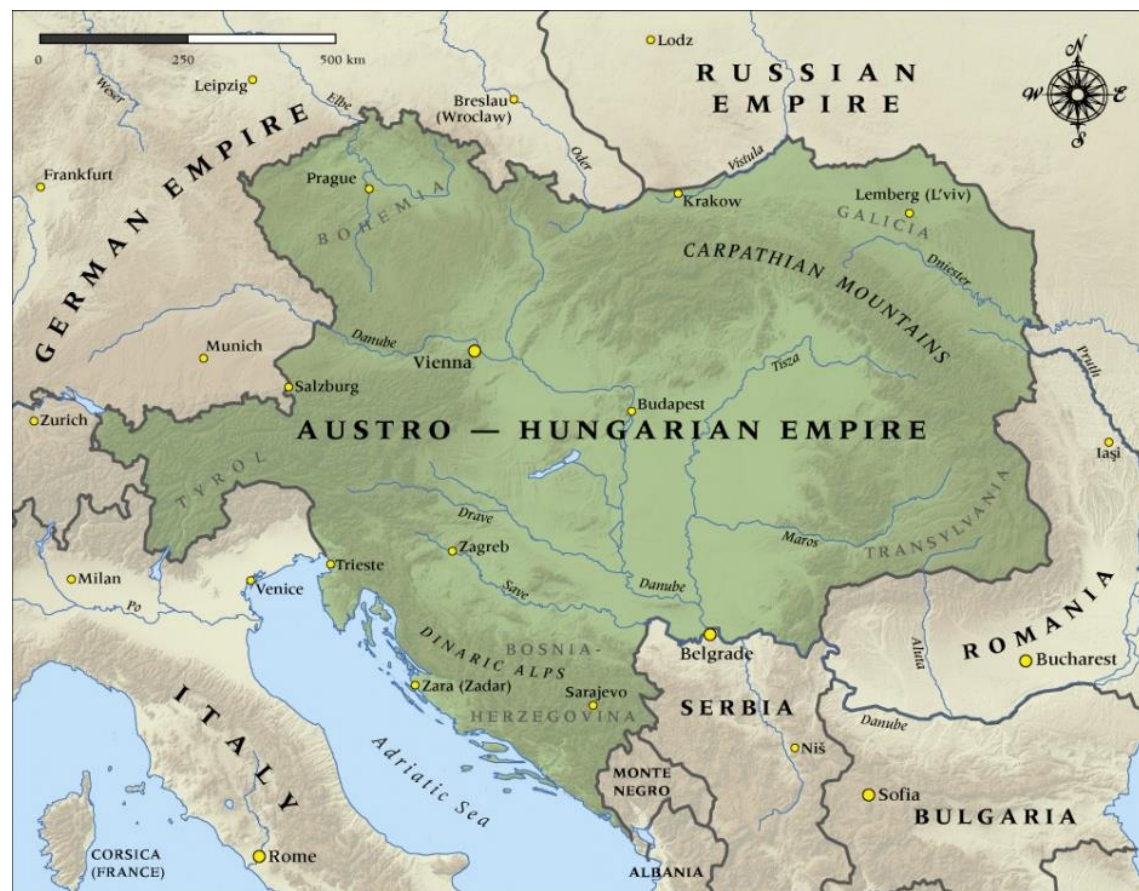 0
250
500 km
Lodz
RUSSIAN
EMPIRE
N
W
E
S
Weser
Leipzig
Elbe
Breslau
(Wroclaw)
Oder
Vistula
GERMAN EMPIRE
Frankfurt
Prague
BOHEMIA
Krakow
Lemberg (L'viv)
GALICIA
CARPATHIAN MOUNTAINS
Dniester
Munich
Danube
Vienna
Tisza
Pruth
Salzburg
Zurich
Budapest
AUSTRO — HUNGARIAN EMPIRE
Iaşi
TYROL
Drave
Maros
TRANSYLVANIA
Zagreb
Trieste
Milan
Venice
Po
Save
Danube
DINARIC ALPS
BOSNIA-
HERZEGOVINA
Belgrade
Aluta
ROMANIA
Bucharest
Zara (Zadar)
Sarajevo
SERBIA
Danube
ITALY
Adriatic Sea
Niš
MONTE
NEGRO
Sofia
BULGARIA
CORSICA
(FRANCE)
Rome
ALBANIA